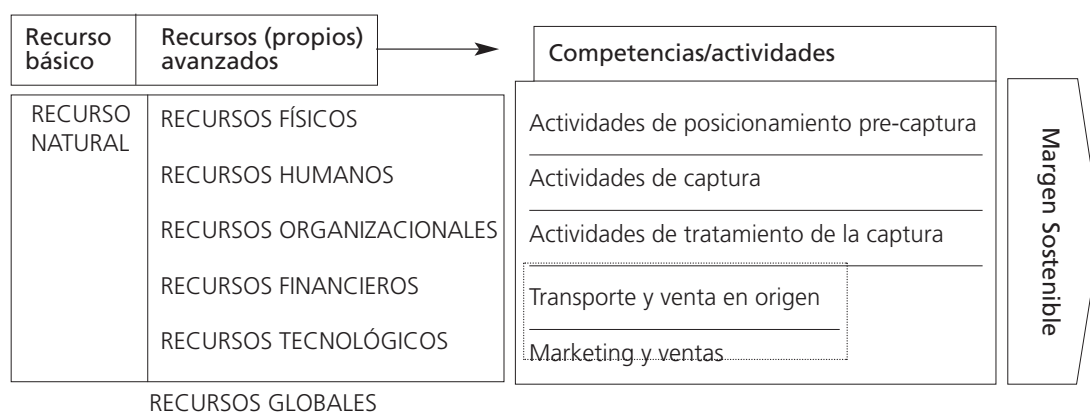 Recurso
básico
Recursos (propios)
avanzados
Competencias/actividades
RECURSO
NATURAL
RECURSOS FÍSICOS
RECURSOS HUMANOS
RECURSOS ORGANIZACIONALES
RECURSOS FINANCIEROS
RECURSOS TECNOLÓGICOS
Actividades de posicionamiento pre-captura
Actividades de captura
Actividades de tratamiento de la captura
Transporte y venta en origen
Marketing y ventas
Margen Sostenible
RECURSOS GLOBALES